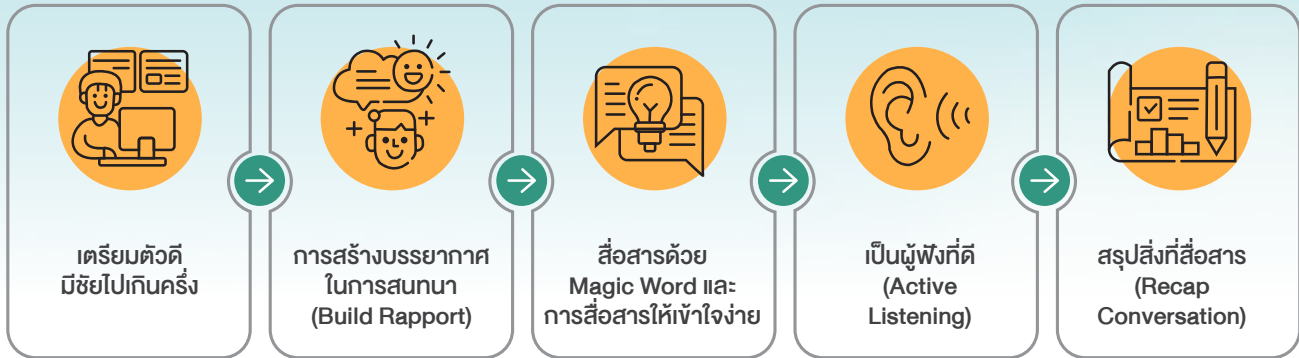 เตรียมตัวดี
มีชัยไปเกินครึ่ง
การสร้างบรรยากาศ
ในการสนทนา
(Build Rapport)
สื่อสารด้วย
Magic Word และ
การสื่อสารให้เข้าใจง่าย
เป็นผู้ฟังที่ดี
(Active
Listening)
สรุปสิ่งที่สื่อสาร
(Recap
Conversation)